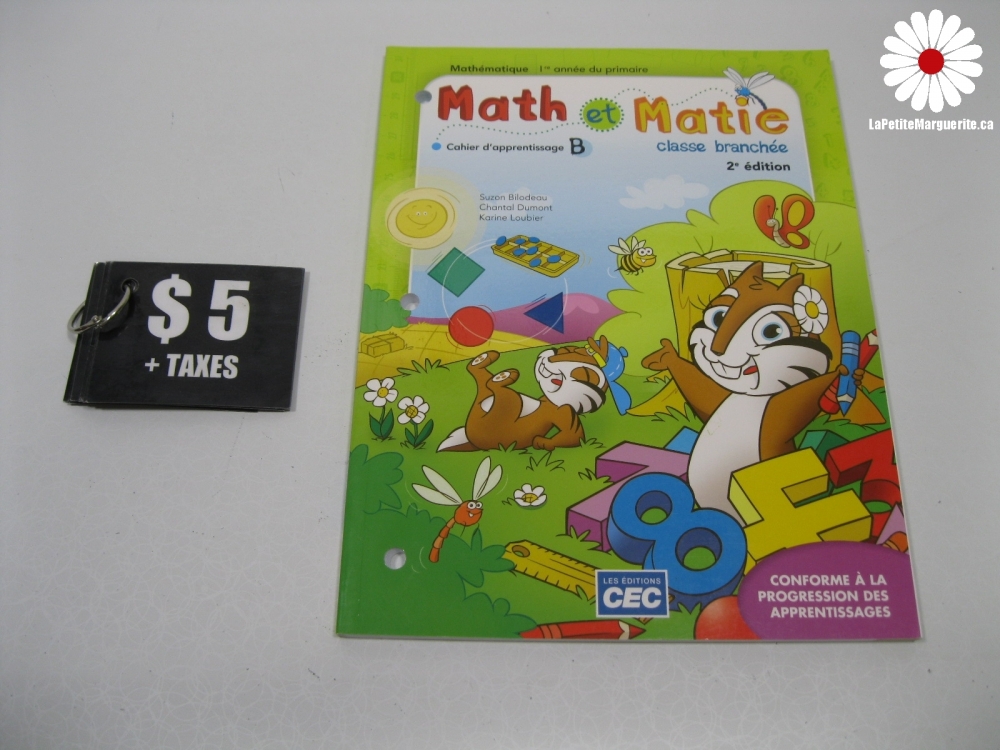 LaPetiteMarguerite.ca
$ 5
+ TAXES
Mathématique 1re année du primaire
Math et Matie
classe branchée
Cahier d'apprentissage B
2e édition
Suzon Bilodeau
Chantal Dumont
Karine Loubier
LES ÉDITIONS
CEC
CONFORME À LA
PROGRESSION DES
APPRENTISSAGES